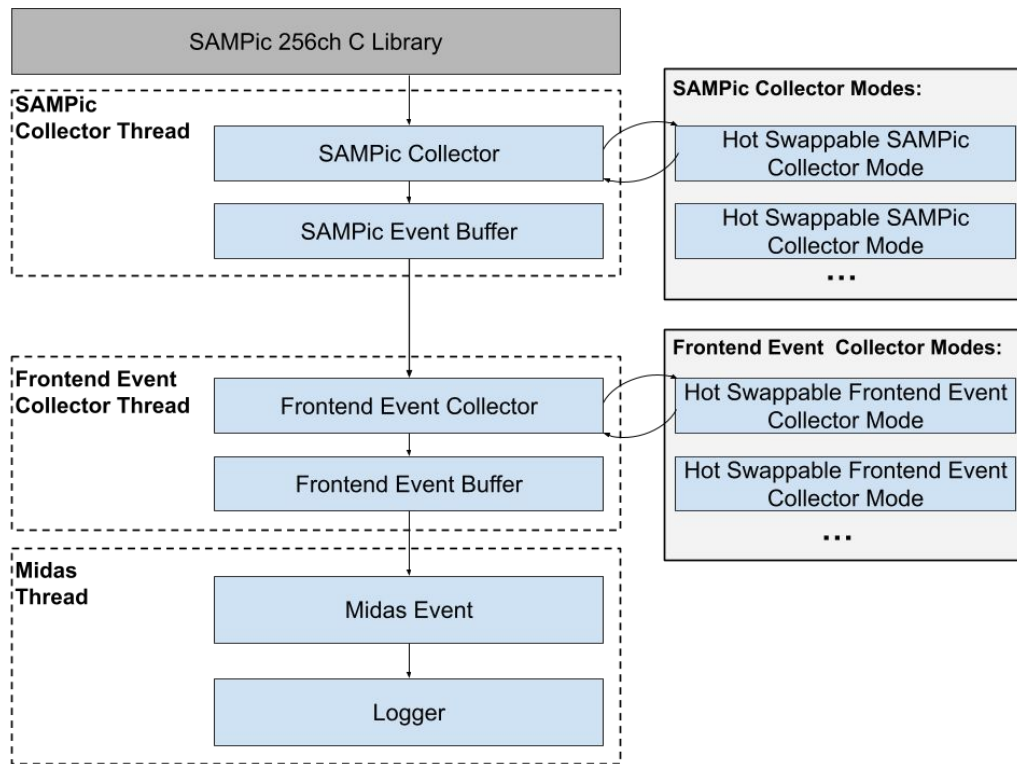 SAMPic 256ch C Library
SAMPic
Collector Thread
SAMPic Collector
SAMPic Event Buffer
SAMPic Collector Modes:
Hot Swappable SAMPic
Collector Mode
Hot Swappable SAMPic
Collector Mode
...
Frontend Event
Collector Thread
Frontend Event Collector
Frontend Event Buffer
Frontend Event  Collector Modes:
Hot Swappable Frontend Event
Collector Mode
Hot Swappable Frontend Event
Collector Mode
...
Midas
Thread
Midas Event
Logger